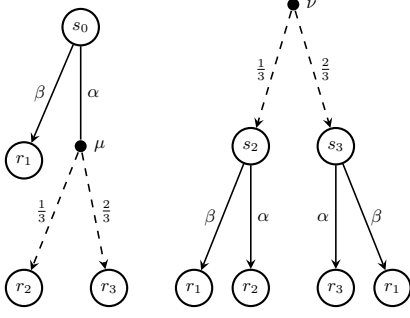 s₀
ν
β α
1/3 2/3
r₁ μ s₂ s₃
1/3 2/3
β α α β
r₂ r₃ r₁ r₂ r₃ r₁